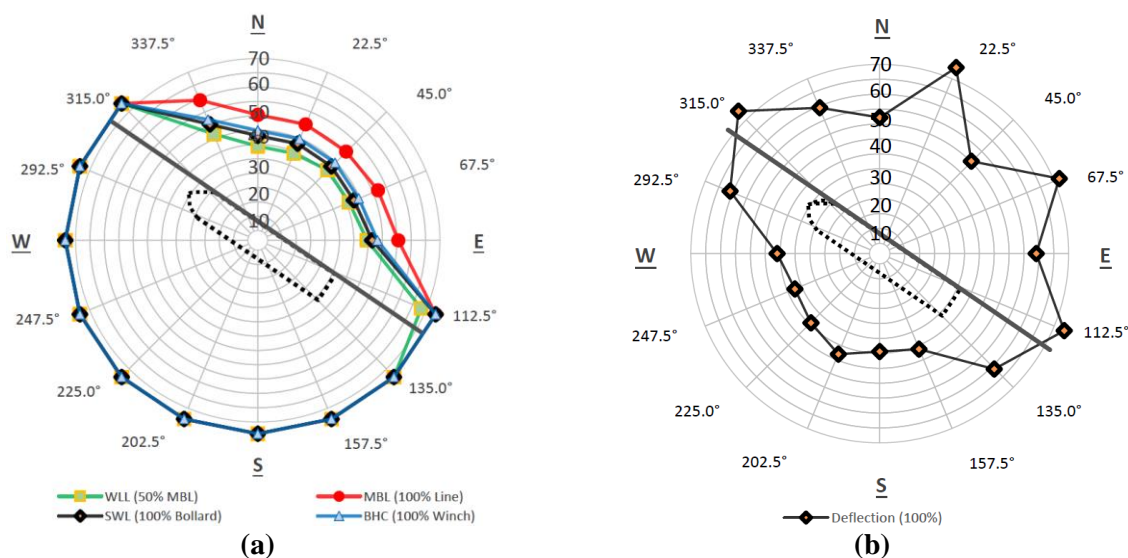 N
337.5°
22.5°
70
60
50
40
30
20
10
315.0°
45.0°
292.5°
67.5°
W
E
247.5°
112.5°
225.0°
135.0°
202.5°
157.5°
S
WLL (50% MBL)
MBL (100% Line)
SWL (100% Bollard)
BHC (100% Winch)
(a)
N
337.5°
22.5°
70
60
50
40
30
20
10
315.0°
45.0°
292.5°
67.5°
W
E
247.5°
112.5°
225.0°
135.0°
202.5°
157.5°
S
Deflection (100%)
(b)